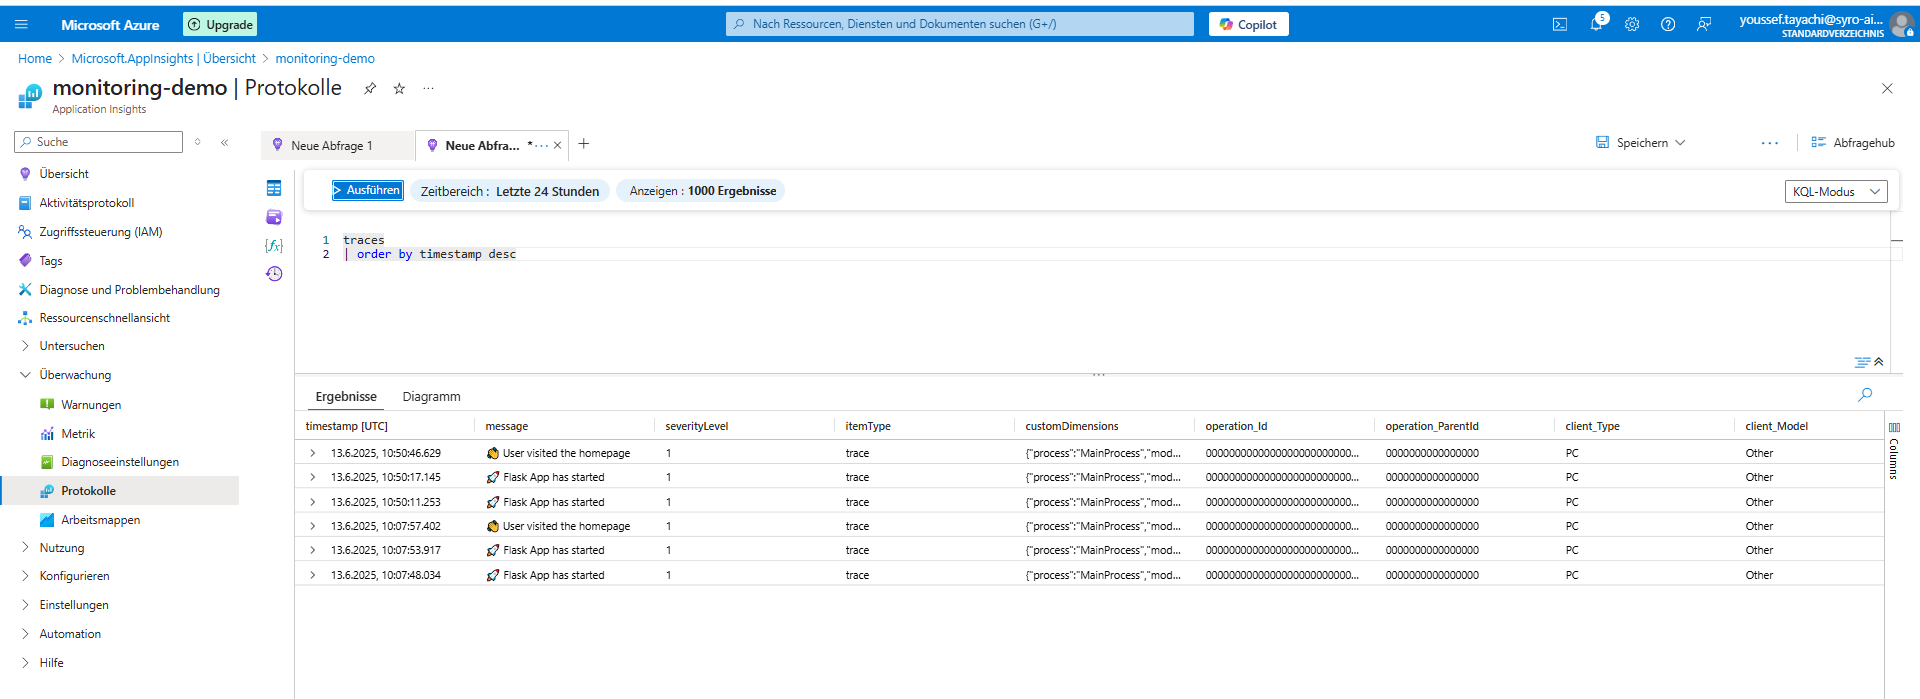 Microsoft Azure
Upgrade
Nach Ressourcen, Diensten und Dokumenten suchen (G+/)
Copilot
5
youssef.tayachi@syro-ai...
STANDARDVERZEICHNIS
Home > Microsoft.AppInsights | Übersicht > monitoring-demo
monitoring-demo | Protokolle
Application Insights
Suche
Übersicht
Aktivitätsprotokoll
Zugriffssteuerung (IAM)
Tags
Diagnose und Problembehandlung
Ressourcenschnellansicht
Untersuchen
Überwachung
Warnungen
Metrik
Diagnoseeinstellungen
Protokolle
Arbeitsmappen
Nutzung
Konfigurieren
Einstellungen
Automation
Hilfe
Neue Abfrage 1
Neue Abfra... *
Speichern
Abfragehub
Ausführen
Zeitbereich : Letzte 24 Stunden
Anzeigen : 1000 Ergebnisse
KQL-Modus
1 traces
2 | order by timestamp desc
Ergebnisse Diagramm
timestamp [UTC] message severityLevel itemType customDimensions operation_Id operation_ParentId client_Type client_Model
13.6.2025, 10:50:46.629 👏 User visited the homepage 1 trace {"process":"MainProcess","mod... 00000000000000000000000000... 0000000000000000 PC Other
13.6.2025, 10:50:17.145 🚀 Flask App has started 1 trace {"process":"MainProcess","mod... 00000000000000000000000000... 0000000000000000 PC Other
13.6.2025, 10:50:11.253 🚀 Flask App has started 1 trace {"process":"MainProcess","mod... 00000000000000000000000000... 0000000000000000 PC Other
13.6.2025, 10:07:57.402 👏 User visited the homepage 1 trace {"process":"MainProcess","mod... 00000000000000000000000000... 0000000000000000 PC Other
13.6.2025, 10:07:53.917 🚀 Flask App has started 1 trace {"process":"MainProcess","mod... 00000000000000000000000000... 0000000000000000 PC Other
13.6.2025, 10:07:48.034 🚀 Flask App has started 1 trace {"process":"MainProcess","mod... 00000000000000000000000000... 0000000000000000 PC Other
Columns